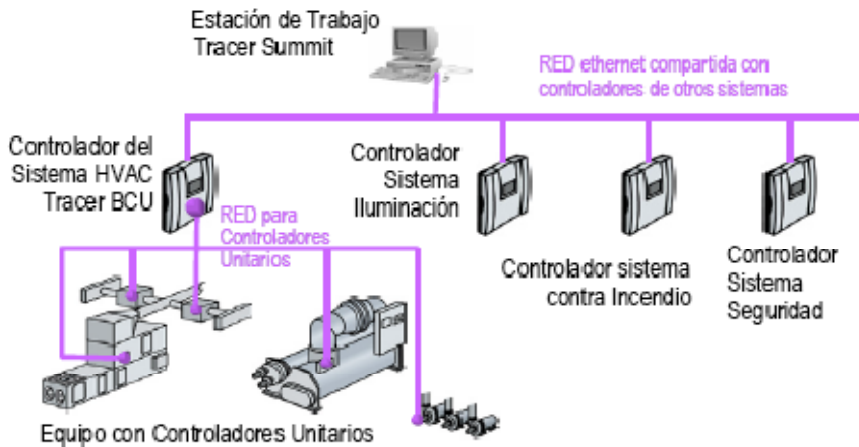 Estación de Trabajo
Tracer Summit
RED ethernet compartida con
controladores de otros sistemas
Controlador del
Sistema HVAC
Tracer BCU
Controlador
Sistema
Iluminación
Controlador sistema
contra Incendio
Controlador
Sistema
Seguridad
RED para
Controladores
Unitarios
Equipo con Controladores Unitarios